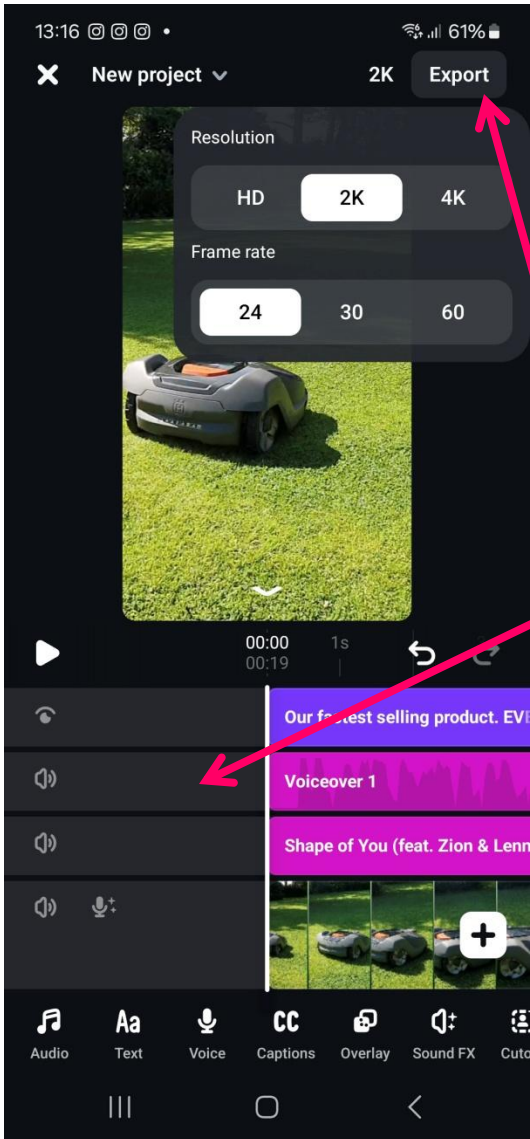 13:16 61%
New project 2K Export
Resolution
HD 2K 4K
Frame rate
24 30 60
00:00 1s
00:19
Our fastest selling product. EVE
Voiceover 1
Shape of You (feat. Zion & Lenn
Audio Text Voice CC Captions Overlay Sound FX Cuto